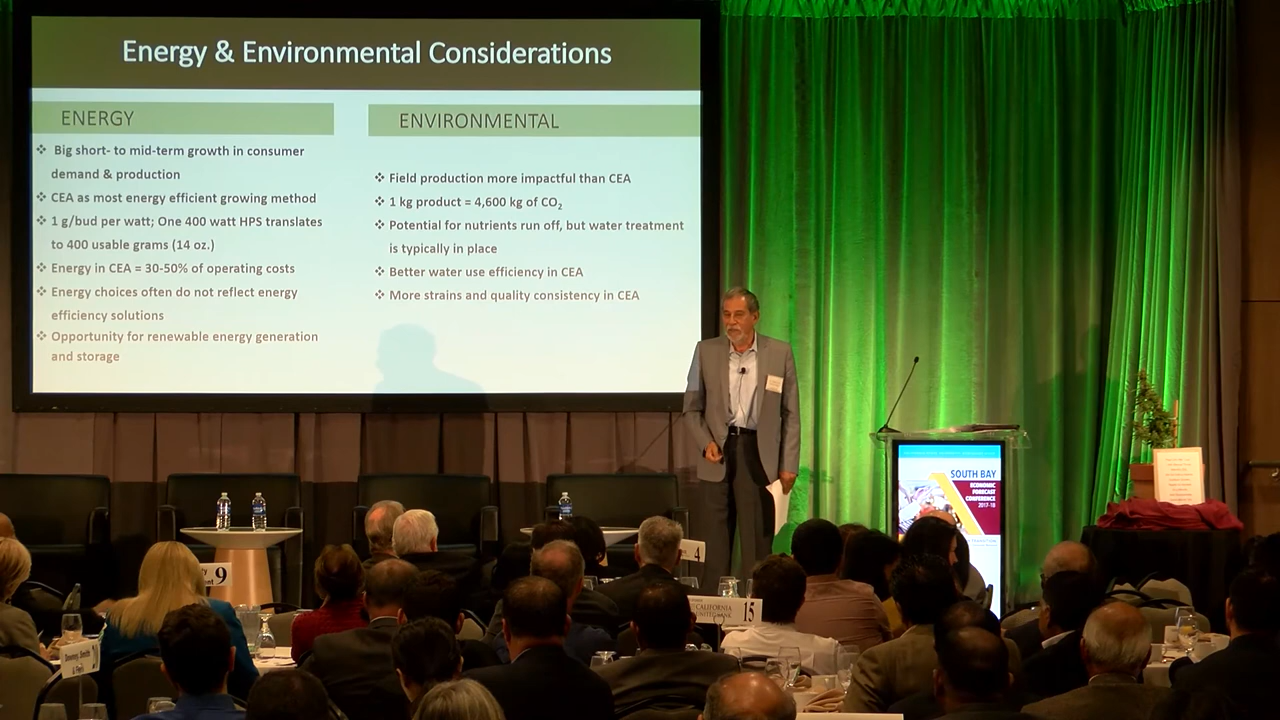 Energy & Environmental Considerations
ENERGY
❖ Big short- to mid-term growth in consumer
demand & production
❖ CEA as most energy efficient growing method
❖ 1 g/bud per watt; One 400 watt HPS translates
to 400 usable grams (14 oz.)
❖ Energy in CEA = 30-50% of operating costs
❖ Energy choices often do not reflect energy
efficiency solutions
❖ Opportunity for renewable energy generation
and storage
ENVIRONMENTAL
❖ Field production more impactful than CEA
❖ 1 kg product = 4,600 kg of CO₂
❖ Potential for nutrients run off, but water treatment
is typically in place
❖ Better water use efficiency in CEA
❖ More strains and quality consistency in CEA
SOUTH BAY
ECONOMIC
FORECAST
CONFERENCE
2017-18
4
9
CALIFORNIA
15